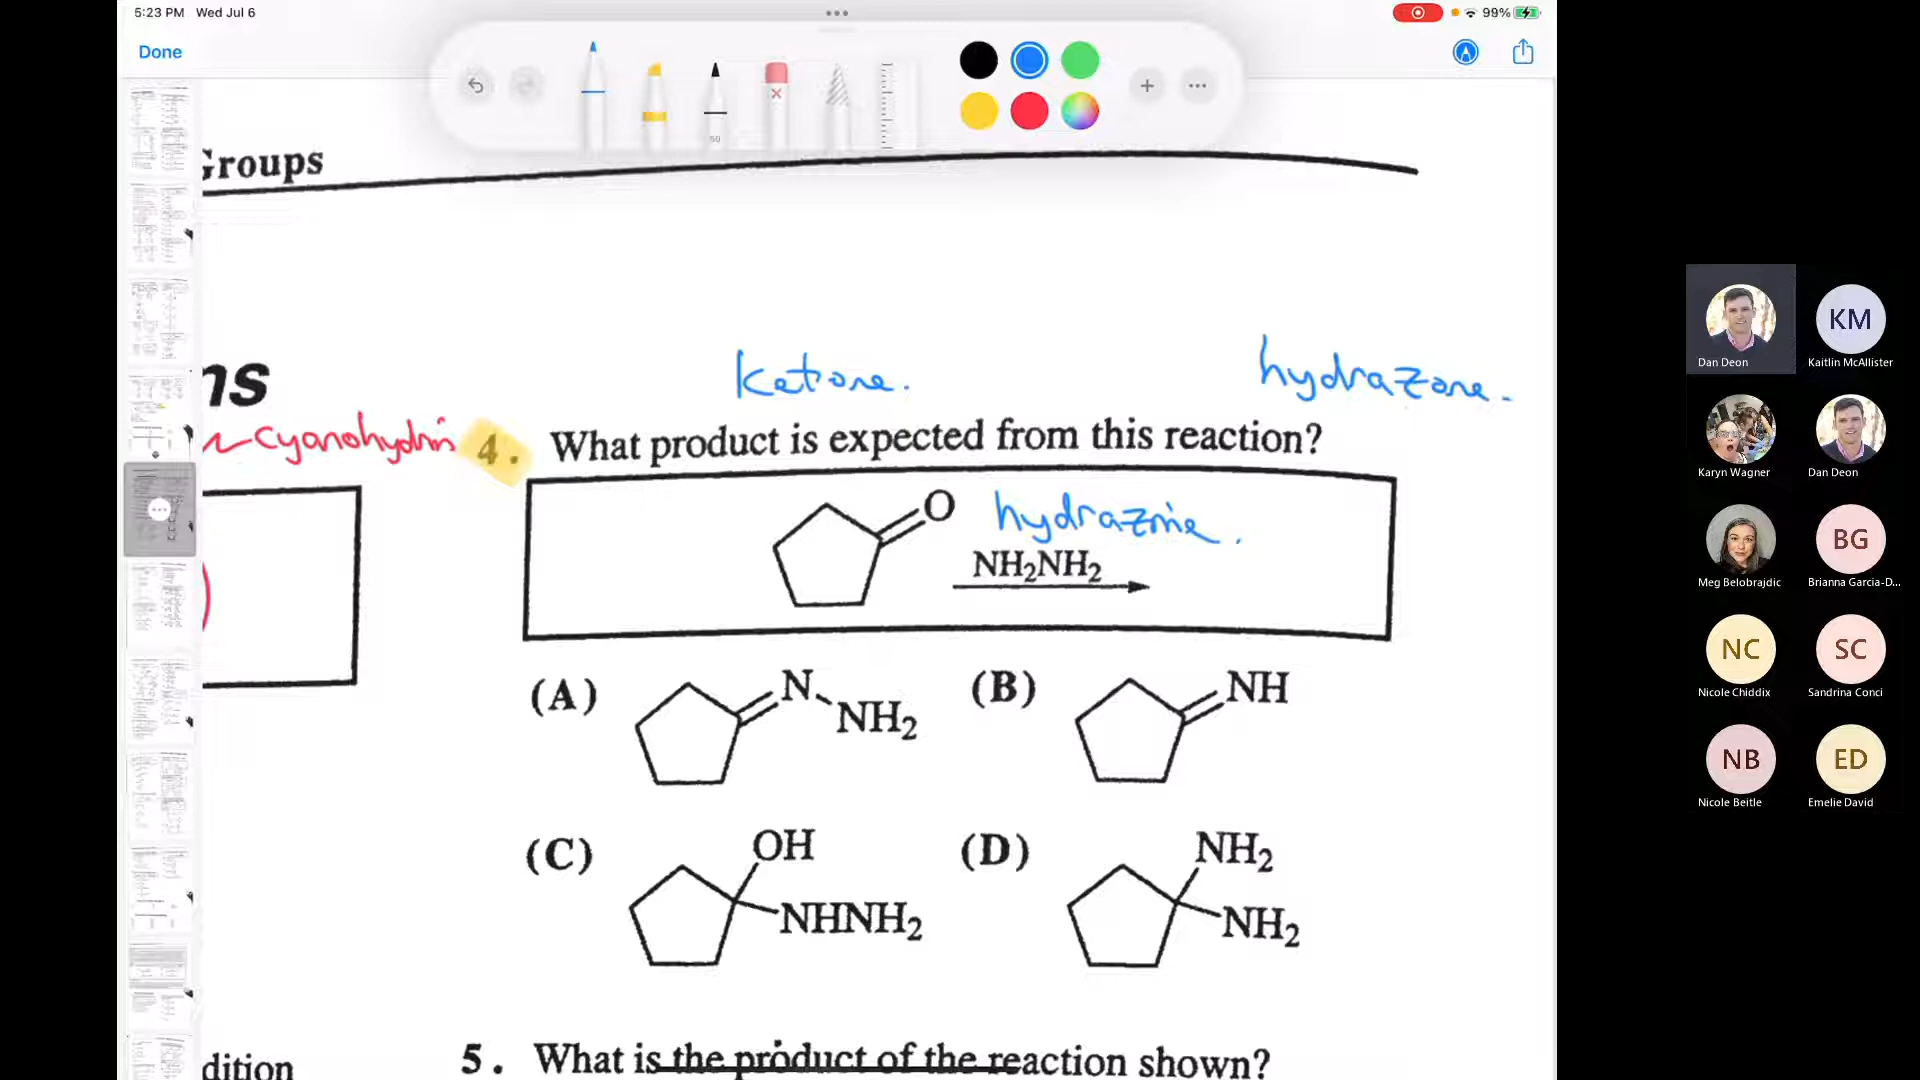 5:23 PM Wed Jul 6
99%
Done
50
Groups
ns
ketone.
hydrazone.
cyanohydrin
4. What product is expected from this reaction?
O
hydrazine.
NH₂NH₂
(A)
N
NH₂
(B)
NH
(C)
OH
NHNH₂
(D)
NH₂
NH₂
dition
5. What is the product of the reaction shown?
Dan Deon
KM
Kaitlin McAllister
Karyn Wagner
Dan Deon
Meg Belobrajdic
BG
Brianna Garcia-D...
NC
Nicole Chiddix
SC
Sandrina Conci
NB
Nicole Beitle
ED
Emelie David